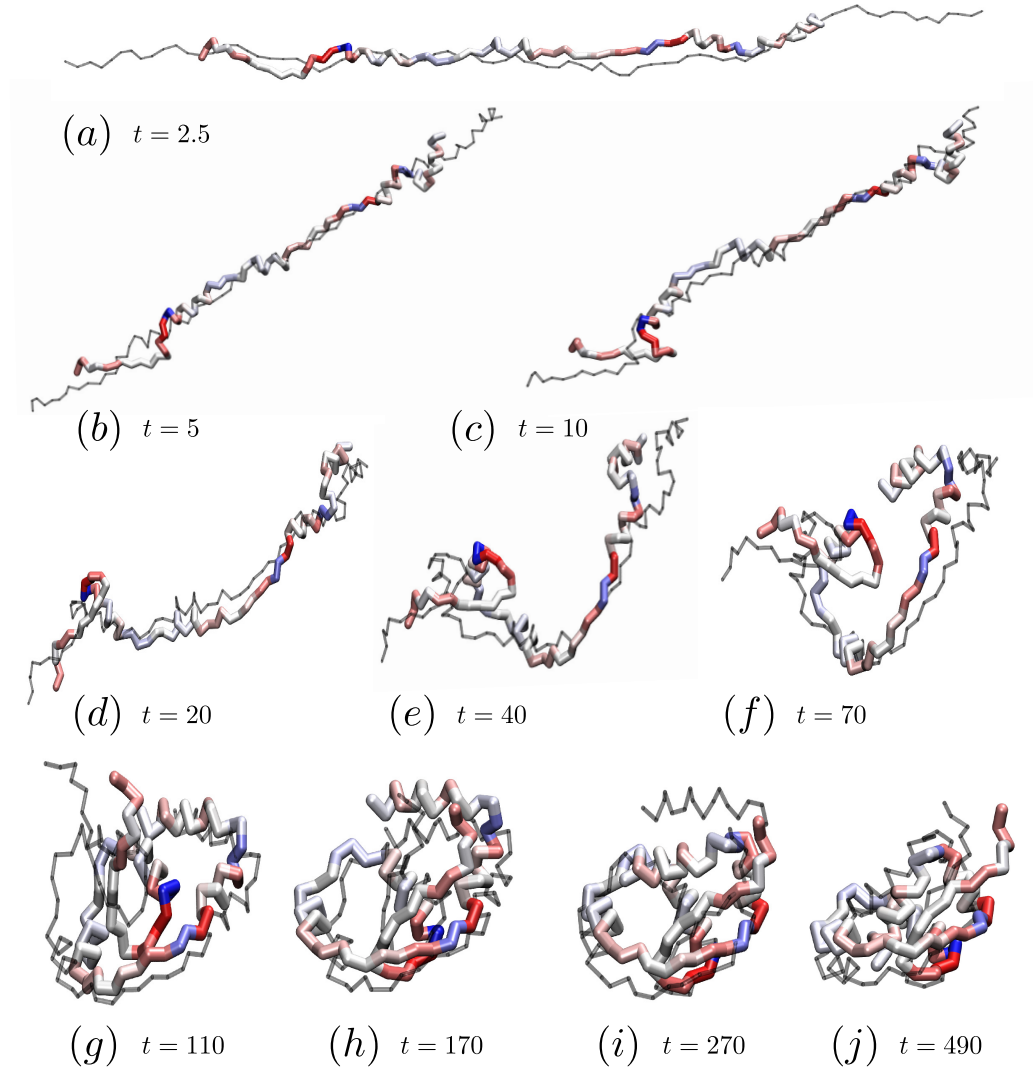 (a) t = 2.5
(b) t = 5
(c) t = 10
(d) t = 20
(e) t = 40
(f) t = 70
(g) t = 110
(h) t = 170
(i) t = 270
(j) t = 490